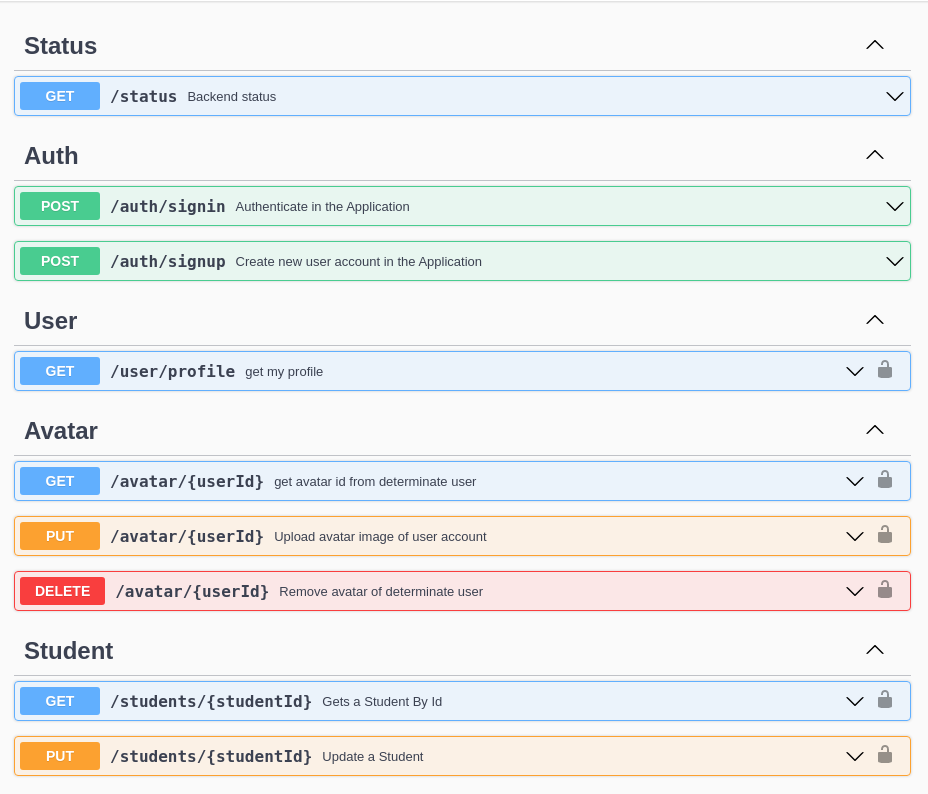 Status
GET /status Backend status
Auth
POST /auth/signin Authenticate in the Application
POST /auth/signup Create new user account in the Application
User
GET /user/profile get my profile
Avatar
GET /avatar/{userId} get avatar id from determinate user
PUT /avatar/{userId} Upload avatar image of user account
DELETE /avatar/{userId} Remove avatar of determinate user
Student
GET /students/{studentId} Gets a Student By Id
PUT /students/{studentId} Update a Student